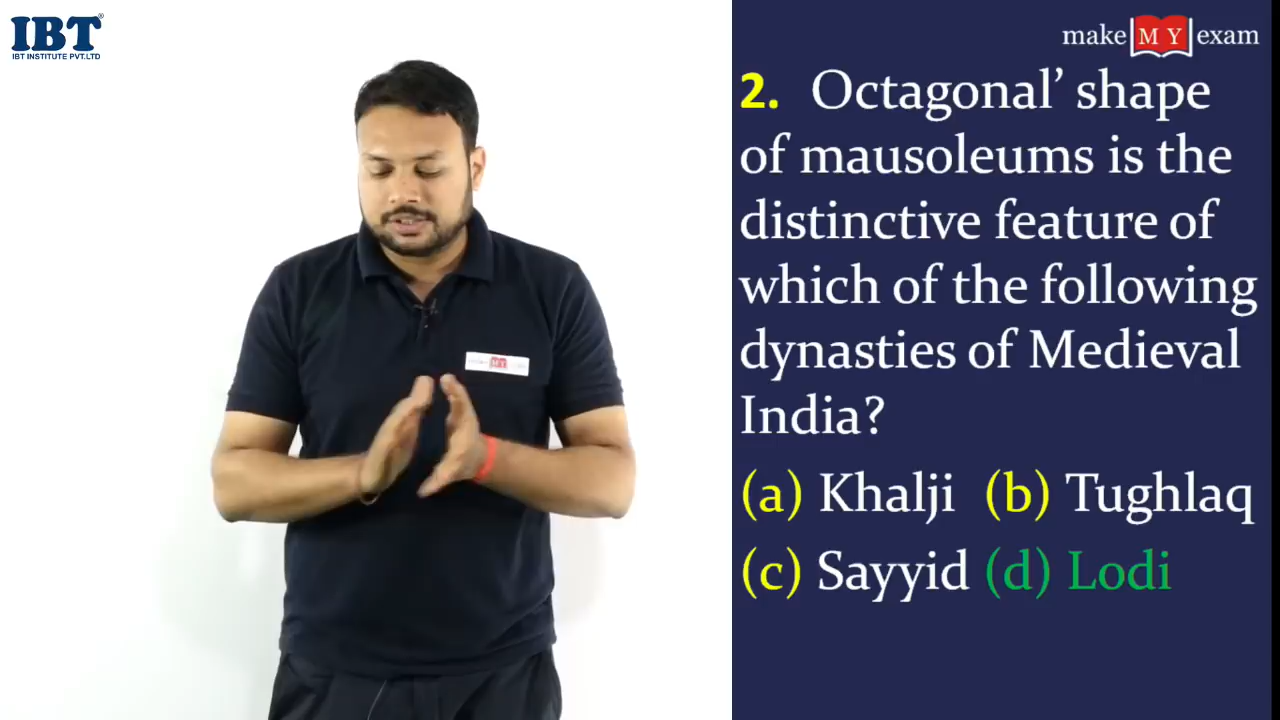 IBT
IBT INSTITUTE PVT.LTD
make MY exam
2. Octagonal’ shape
of mausoleums is the
distinctive feature of
which of the following
dynasties of Medieval
India?
(a) Khalji (b) Tughlaq
(c) Sayyid (d) Lodi